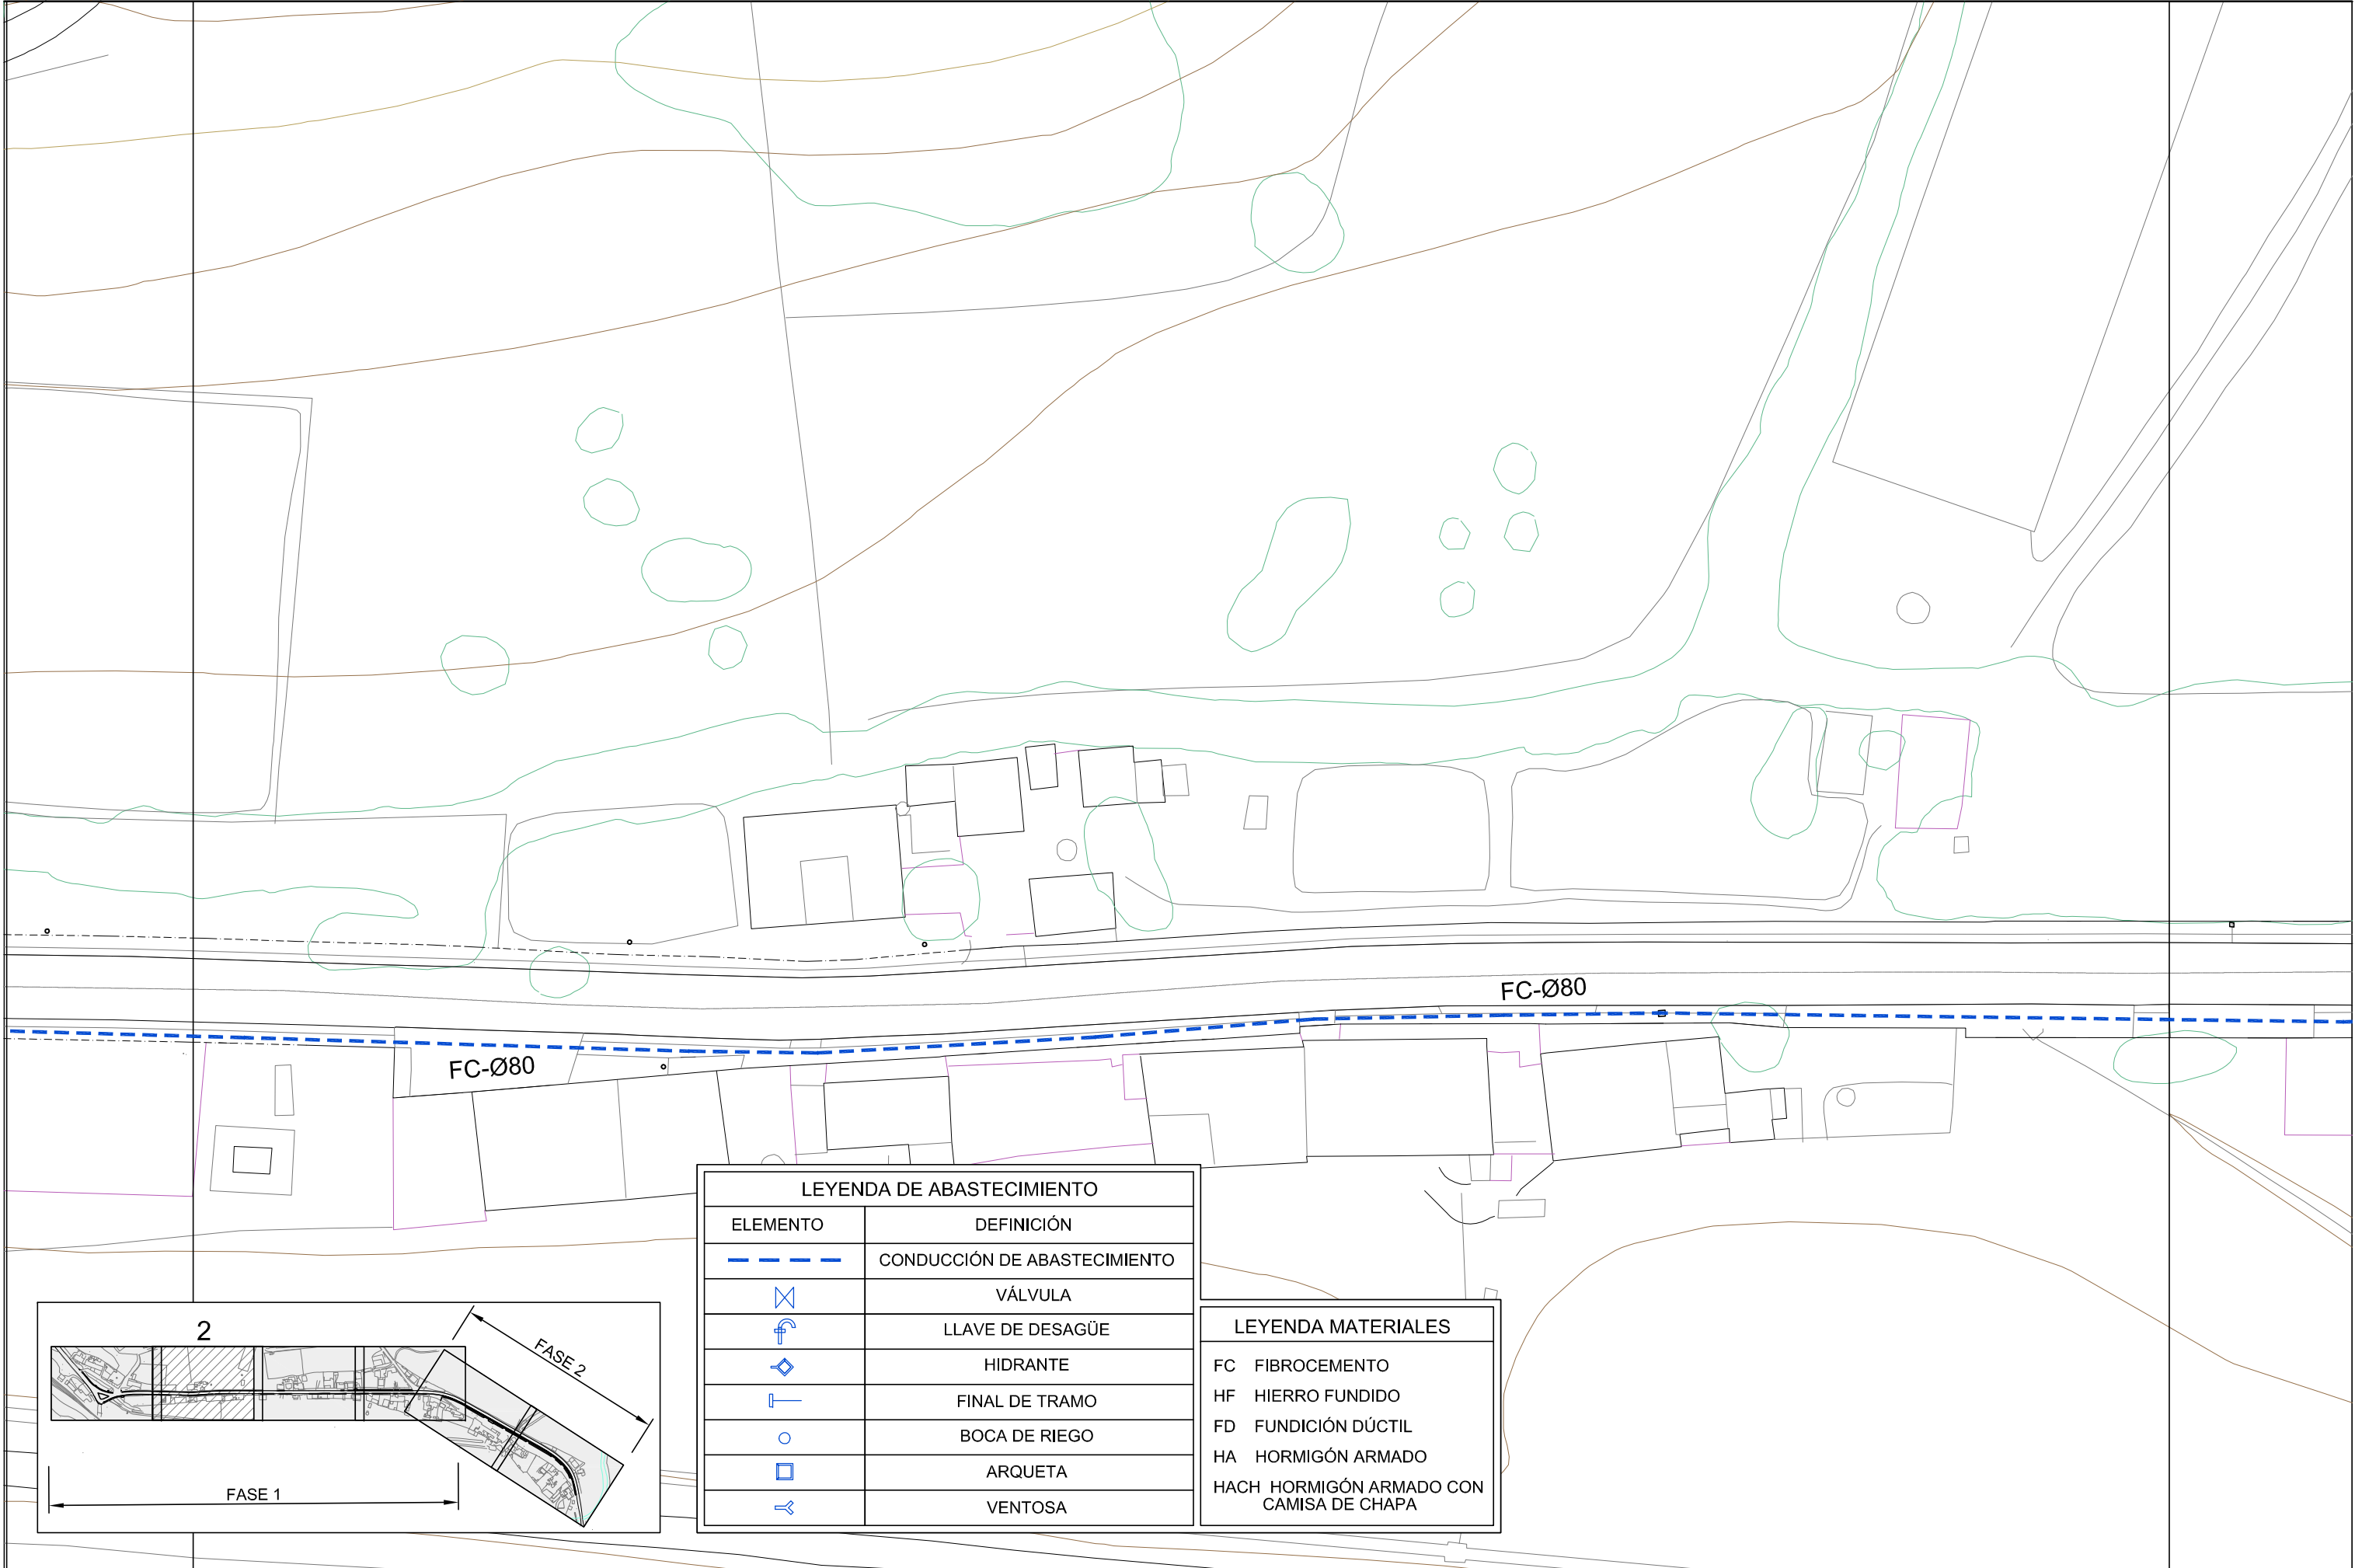 FC-Ø80
FC-Ø80
LEYENDA DE ABASTECIMIENTO
ELEMENTO DEFINICIÓN
CONDUCCIÓN DE ABASTECIMIENTO
VÁLVULA
LLAVE DE DESAGÜE
HIDRANTE
FINAL DE TRAMO
BOCA DE RIEGO
ARQUETA
VENTOSA
LEYENDA MATERIALES
FC FIBROCEMENTO
HF HIERRO FUNDIDO
FD FUNDICIÓN DÚCTIL
HA HORMIGÓN ARMADO
HACH HORMIGÓN ARMADO CON
CAMISA DE CHAPA
2
FASE 2
FASE 1